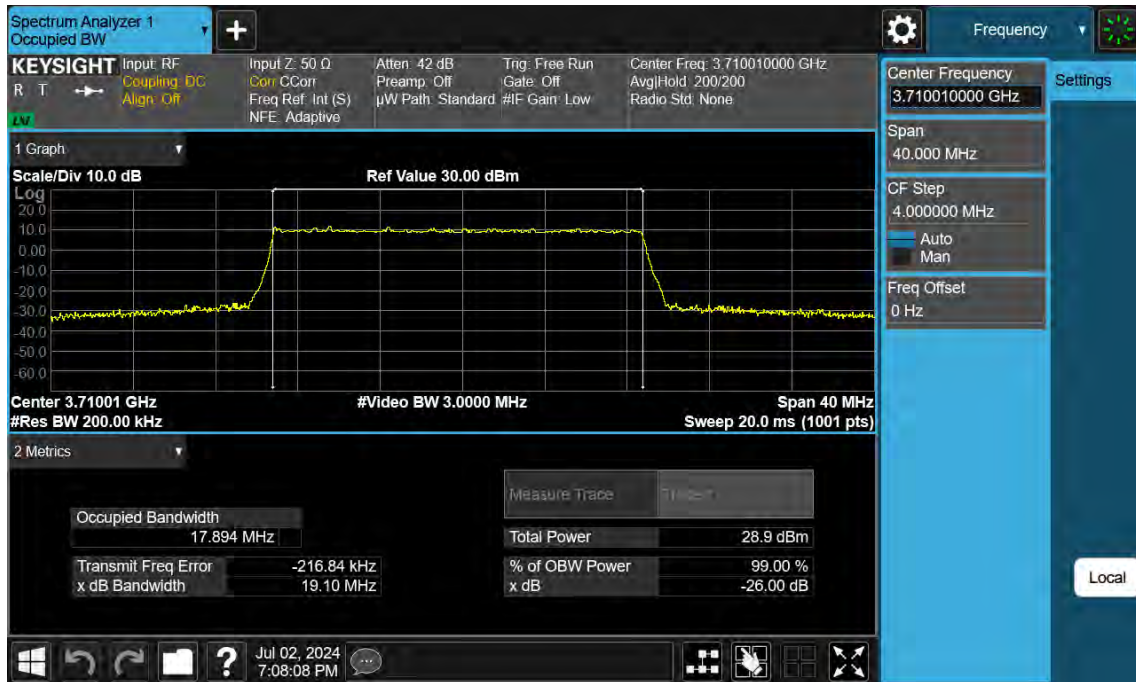 Spectrum Analyzer 1
Occupied BW
+
Frequency
KEYSIGHT
R T
LXI
Input: RF
Coupling: DC
Align: Off
Input Z: 50 Ω
Corr CCorr
Freq Ref: Int (S)
NFE: Adaptive
Atten: 42 dB
Preamp: Off
µW Path: Standard
Trig: Free Run
Gate: Off
#IF Gain: Low
Center Freq: 3.710010000 GHz
Avg|Hold: 200/200
Radio Std: None
Center Frequency
3.710010000 GHz
Settings
Span
40.000 MHz
CF Step
4.000000 MHz
Auto
Man
Freq Offset
0 Hz
Local
1 Graph
Scale/Div 10.0 dB
Ref Value 30.00 dBm
Log
20.0
10.0
0.00
-10.0
-20.0
-30.0
-40.0
-50.0
-60.0
Center 3.71001 GHz
#Video BW 3.0000 MHz
Span 40 MHz
#Res BW 200.00 kHz
Sweep 20.0 ms (1001 pts)
2 Metrics
Measure Trace
Trace 1
Occupied Bandwidth
17.894 MHz
Total Power 28.9 dBm
Transmit Freq Error -216.84 kHz
% of OBW Power 99.00 %
x dB Bandwidth 19.10 MHz
x dB -26.00 dB
?
Jul 02, 2024
7:08:08 PM